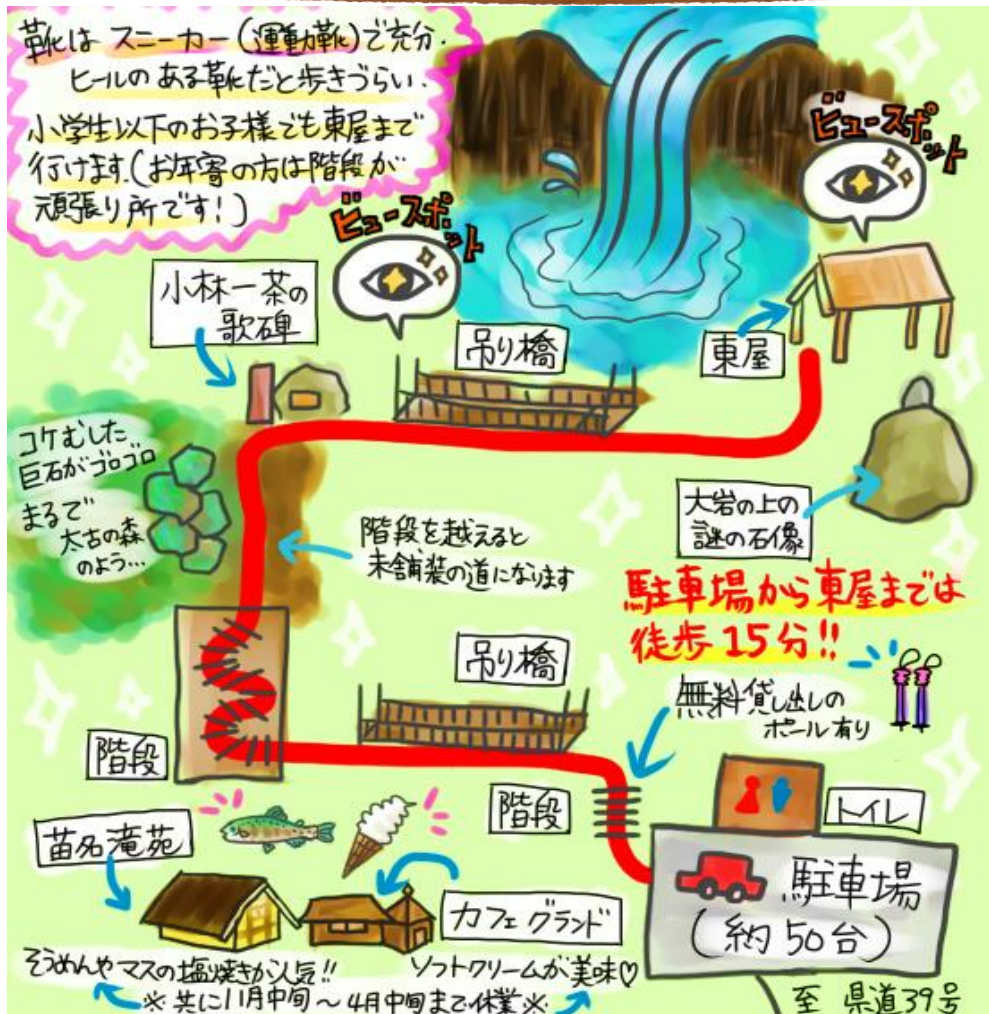 靴は スニーカー(運動靴)で充分.
ヒールのある靴だと歩きづらい.
小学生以下のお子様でも東屋まで
行けます.(お年寄の方は階段が
頑張り所です!)
ビュースポット
ビュースポット
小林一茶の
歌碑
吊り橋
東屋
コケむした
巨石がゴロゴロ
まるで
太古の森
のよう…
階段を越えると
未舗装の道になります
大岩の上の
謎の石像
駐車場から東屋までは
徒歩15分!!
吊り橋
無料貸し出しの
ポール有り
階段
階段
トイレ
苗名滝苑
カフェ グランド
駐車場
(約50台)
そうめんやマスの塩焼きが人気!!
ソフトクリームが美味♡
※共に11月中旬~4月中旬まで休業※
至 県道39号